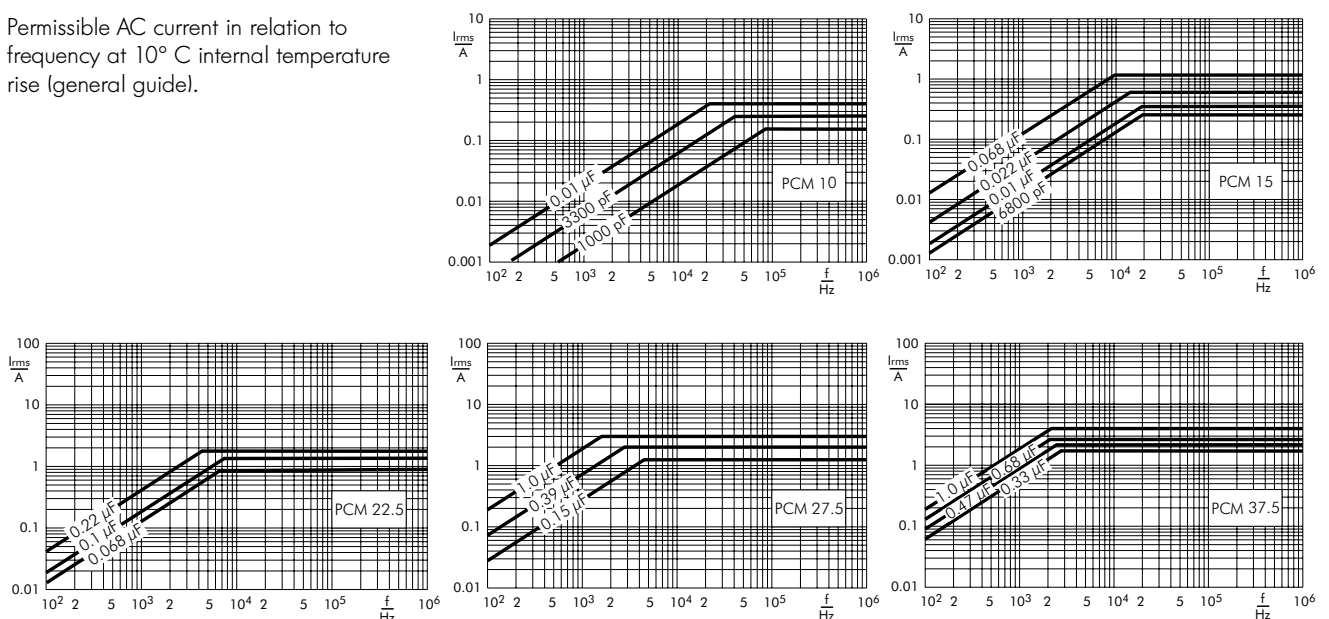 Permissible AC current in relation to
frequency at 10° C internal temperature
rise (general guide).
10
Irms
A
1
0.1
0.01
0.001
0.01 µF
3300 pF
1000 pF
PCM 10
10² 2 5 10³ 2 5 10⁴ 2 5 10⁵ f 10⁶
Hz
10
Irms
A
1
0.1
0.01
0.001
0.068 µF
0.022 µF
0.01 µF
6800 pF
PCM 15
10² 2 5 10³ 2 5 10⁴ 2 5 10⁵ f 10⁶
Hz
100
Irms
A
10
1
0.1
0.01
0.22 µF
0.1 µF
0.068 µF
PCM 22.5
10² 2 5 10³ 2 5 10⁴ 2 5 10⁵ f 10⁶
Hz
100
Irms
A
10
1
0.1
0.01
1.0 µF
0.39 µF
0.15 µF
PCM 27.5
10² 2 5 10³ 2 5 10⁴ 2 5 10⁵ f 10⁶
Hz
100
Irms
A
10
1
0.1
0.01
1.0 µF
0.68 µF
0.47 µF
0.33 µF
PCM 37.5
10² 2 5 10³ 2 5 10⁴ 2 5 10⁵ f 10⁶
Hz